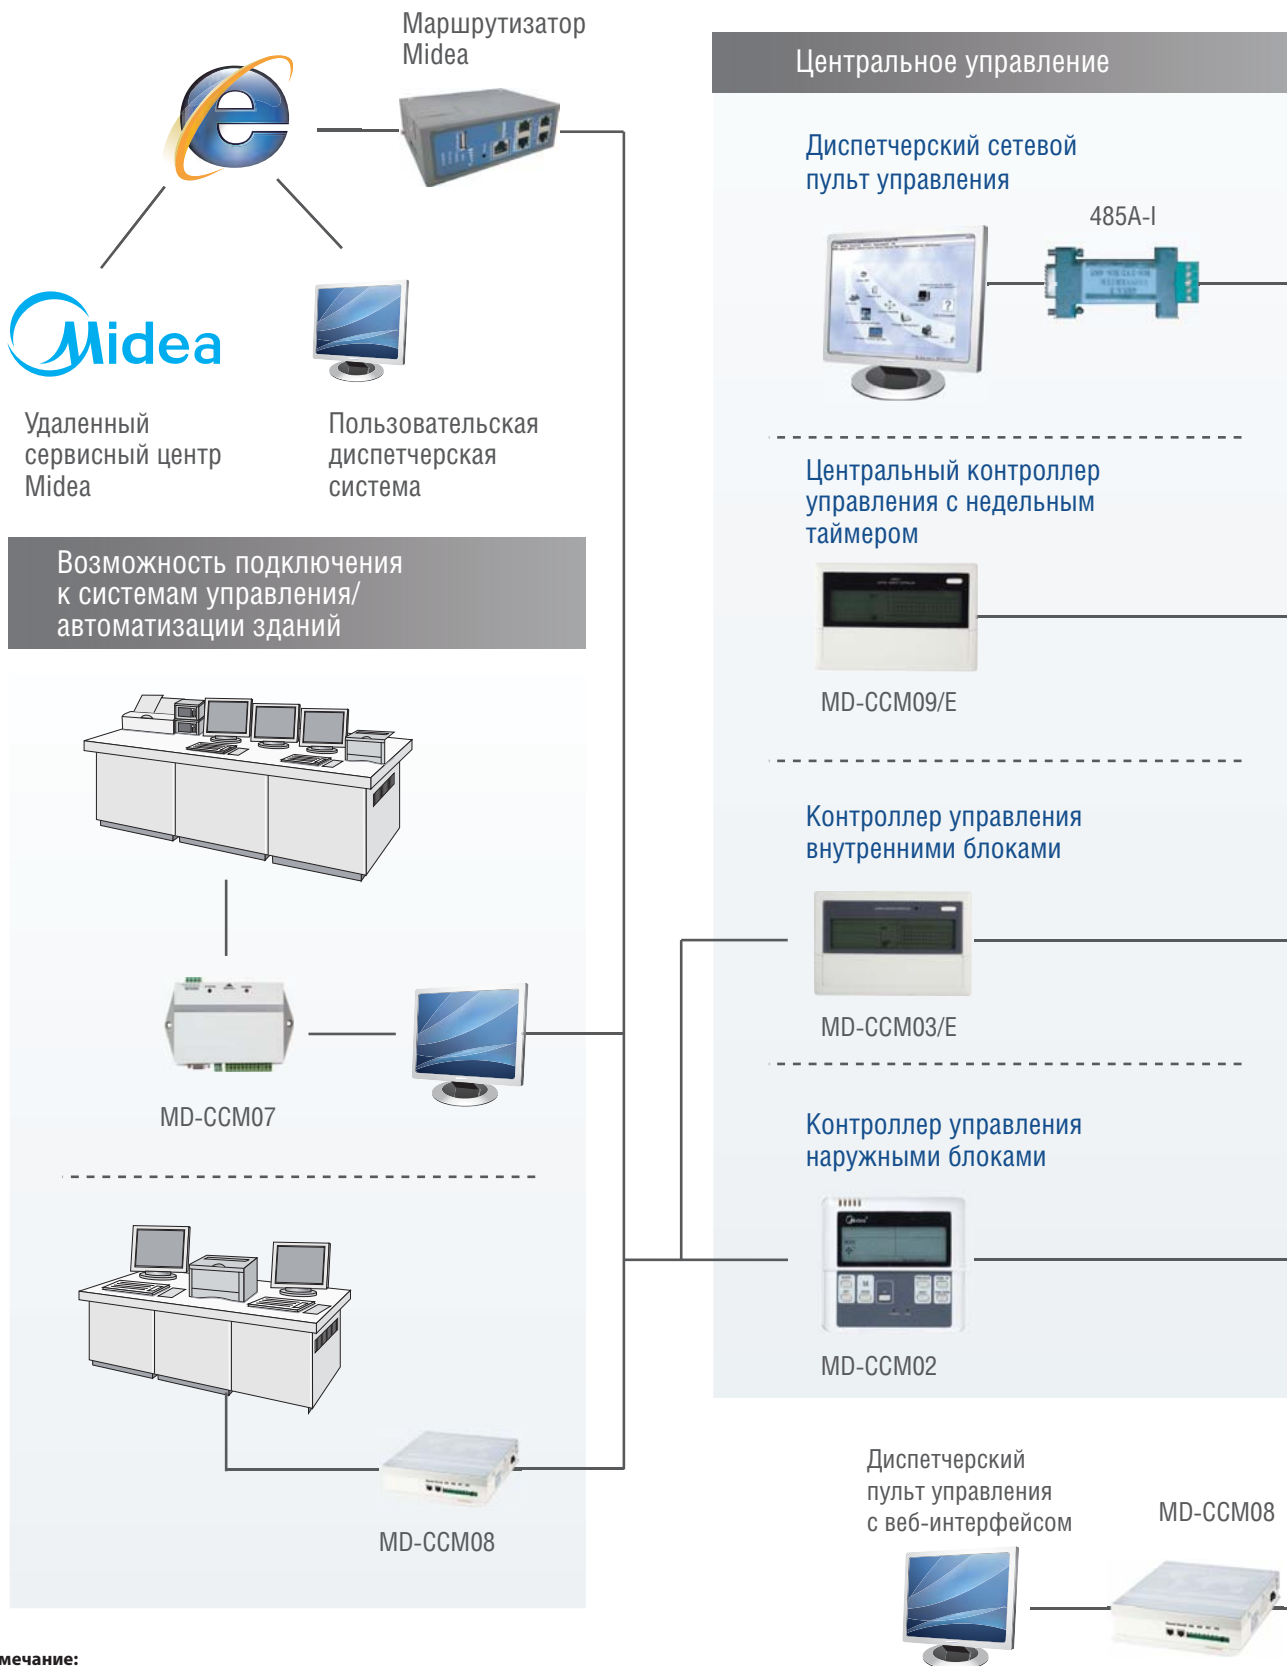 Маршрутизатор
Midea
Midea
Удаленный
сервисный центр
Midea
Пользовательская
диспетчерская
система
Возможность подключения
к системам управления/
автоматизации зданий
MD-CCM07
MD-CCM08
Центральное управление
Диспетчерский сетевой
пульт управления
485A-I
Центральный контроллер
управления с недельным
таймером
MD-CCM09/E
Контроллер управления
внутренними блоками
MD-CCM03/E
Контроллер управления
наружными блоками
Midea
MD-CCM02
Диспетчерский
пульт управления
с веб-интерфейсом
MD-CCM08
мечание: